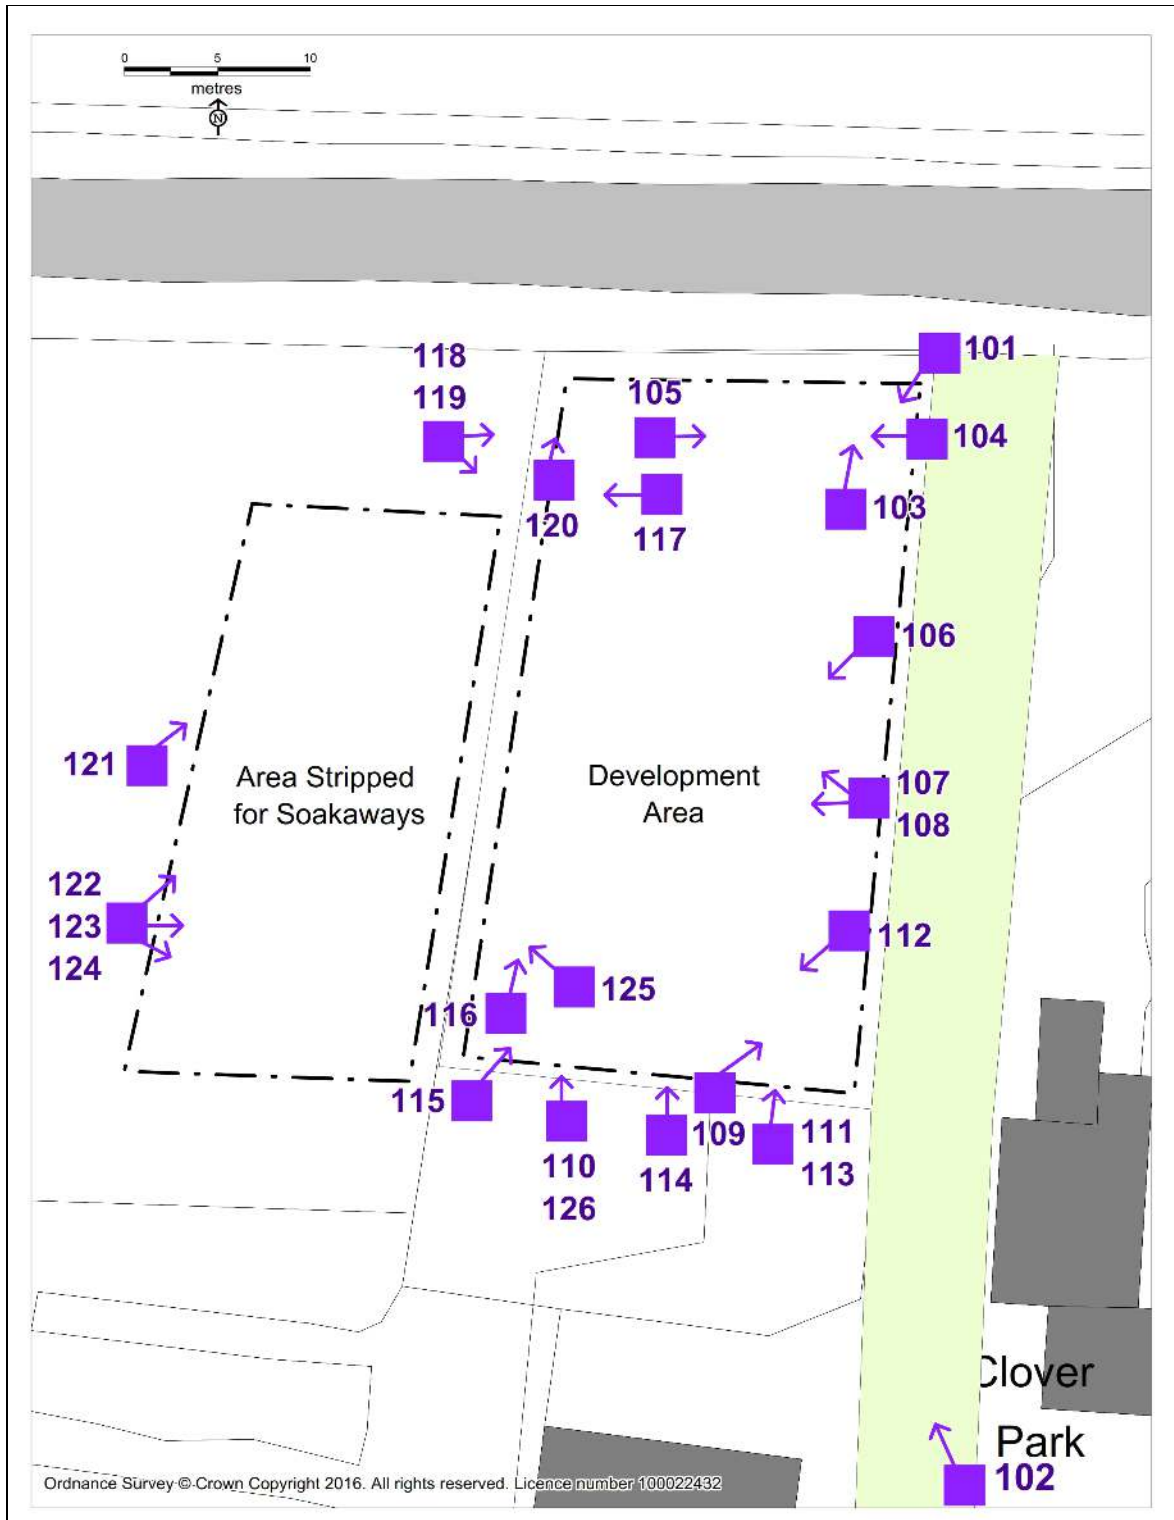 0 5 10
metres
N
118
119
101
105
104
103
120
117
106
121
Area Stripped
for Soakaways
Development
Area
107
108
122
123
124
112
125
116
115
109
111
113
110
126
114
Clover
Park
102
Ordnance Survey © Crown Copyright 2016. All rights reserved. Licence number 100022432